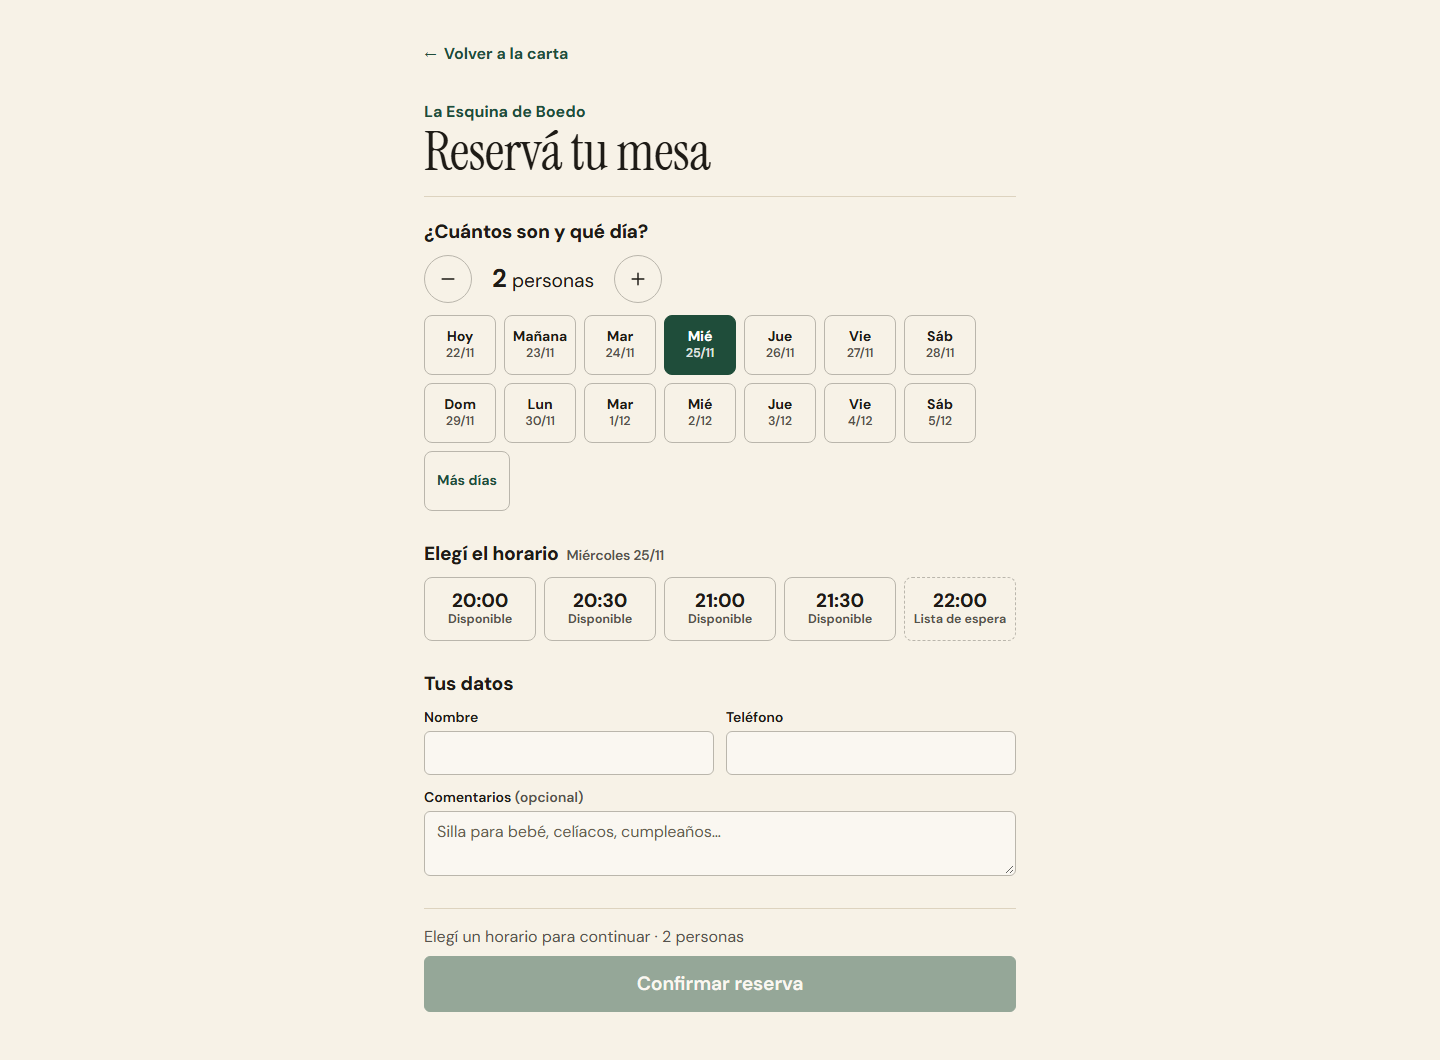 ← Volver a la carta
La Esquina de Boedo
Reservá tu mesa
¿Cuántos son y qué día?
− 2 personas +
Hoy Mañana Mar Mié Jue Vie Sáb
22/11 23/11 24/11 25/11 26/11 27/11 28/11
Dom Lun Mar Mié Jue Vie Sáb
29/11 30/11 1/12 2/12 3/12 4/12 5/12
Más días
Elegí el horario Miércoles 25/11
20:00 20:30 21:00 21:30 22:00
Disponible Disponible Disponible Disponible Lista de espera
Tus datos
Nombre Teléfono
Comentarios (opcional)
Silla para bebé, celíacos, cumpleaños…
Elegí un horario para continuar · 2 personas
Confirmar reserva